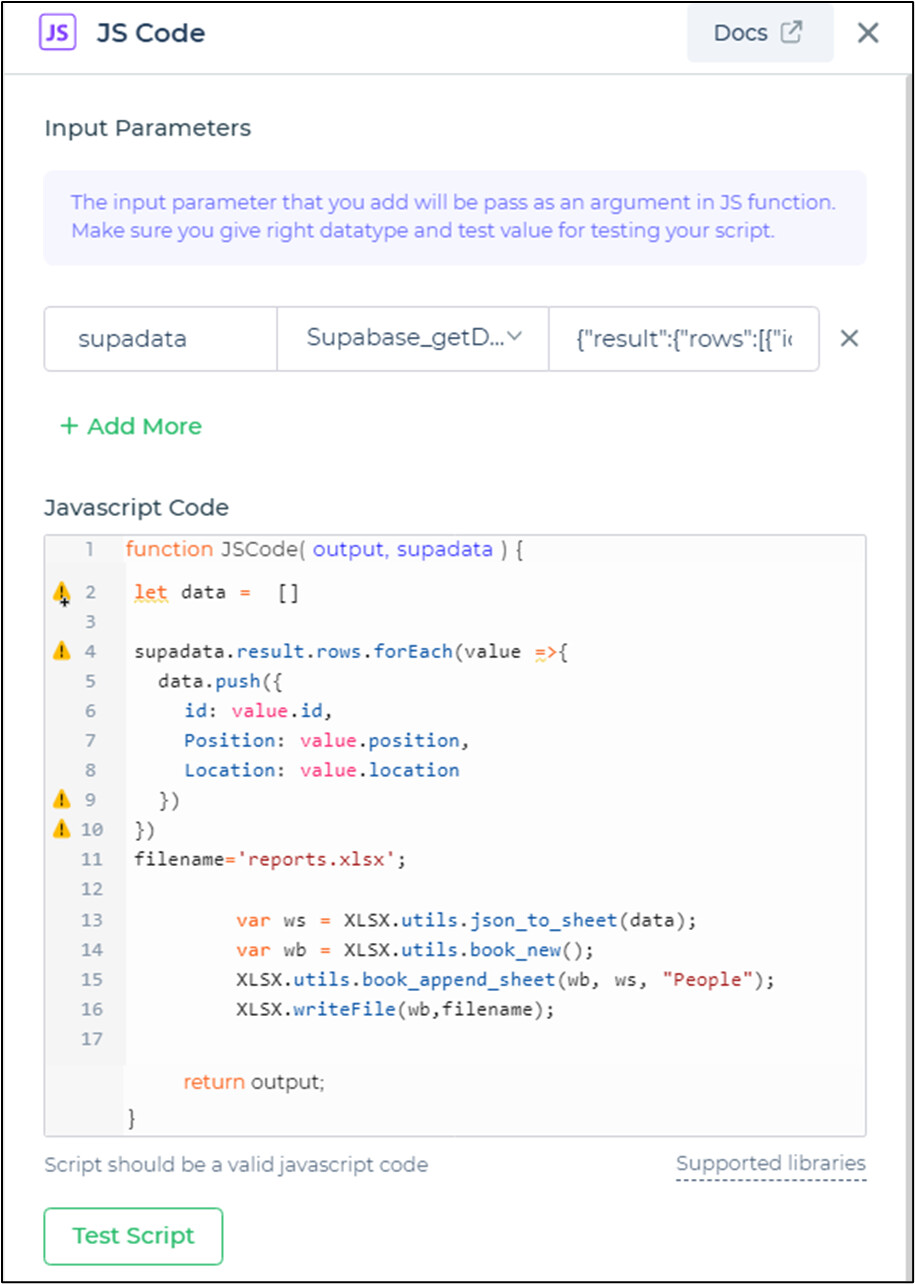 JS JS Code Docs
Input Parameters
The input parameter that you add will be pass as an argument in JS function.
Make sure you give right datatype and test value for testing your script.
supadata Supabase_getD... {"result":{"rows":[{"ic
+ Add More
Javascript Code
1 function JSCode( output, supadata ) {
2 let data = []
3
4 supadata.result.rows.forEach(value =>{
5 data.push({
6 id: value.id,
7 Position: value.position,
8 Location: value.location
9 })
10 })
11 filename='reports.xlsx';
12
13 var ws = XLSX.utils.json_to_sheet(data);
14 var wb = XLSX.utils.book_new();
15 XLSX.utils.book_append_sheet(wb, ws, "People");
16 XLSX.writeFile(wb,filename);
17
return output;
}
Script should be a valid javascript code Supported libraries
Test Script